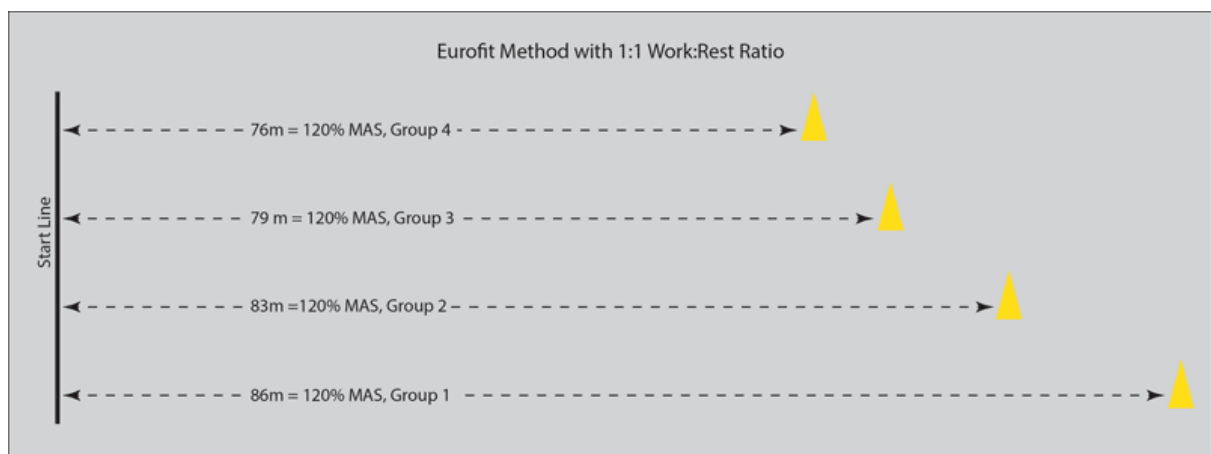 Eurofit Method with 1:1 Work:Rest Ratio
Start Line
76m = 120% MAS, Group 4
79 m = 120% MAS, Group 3
83m =120% MAS, Group 2
86m = 120% MAS, Group 1